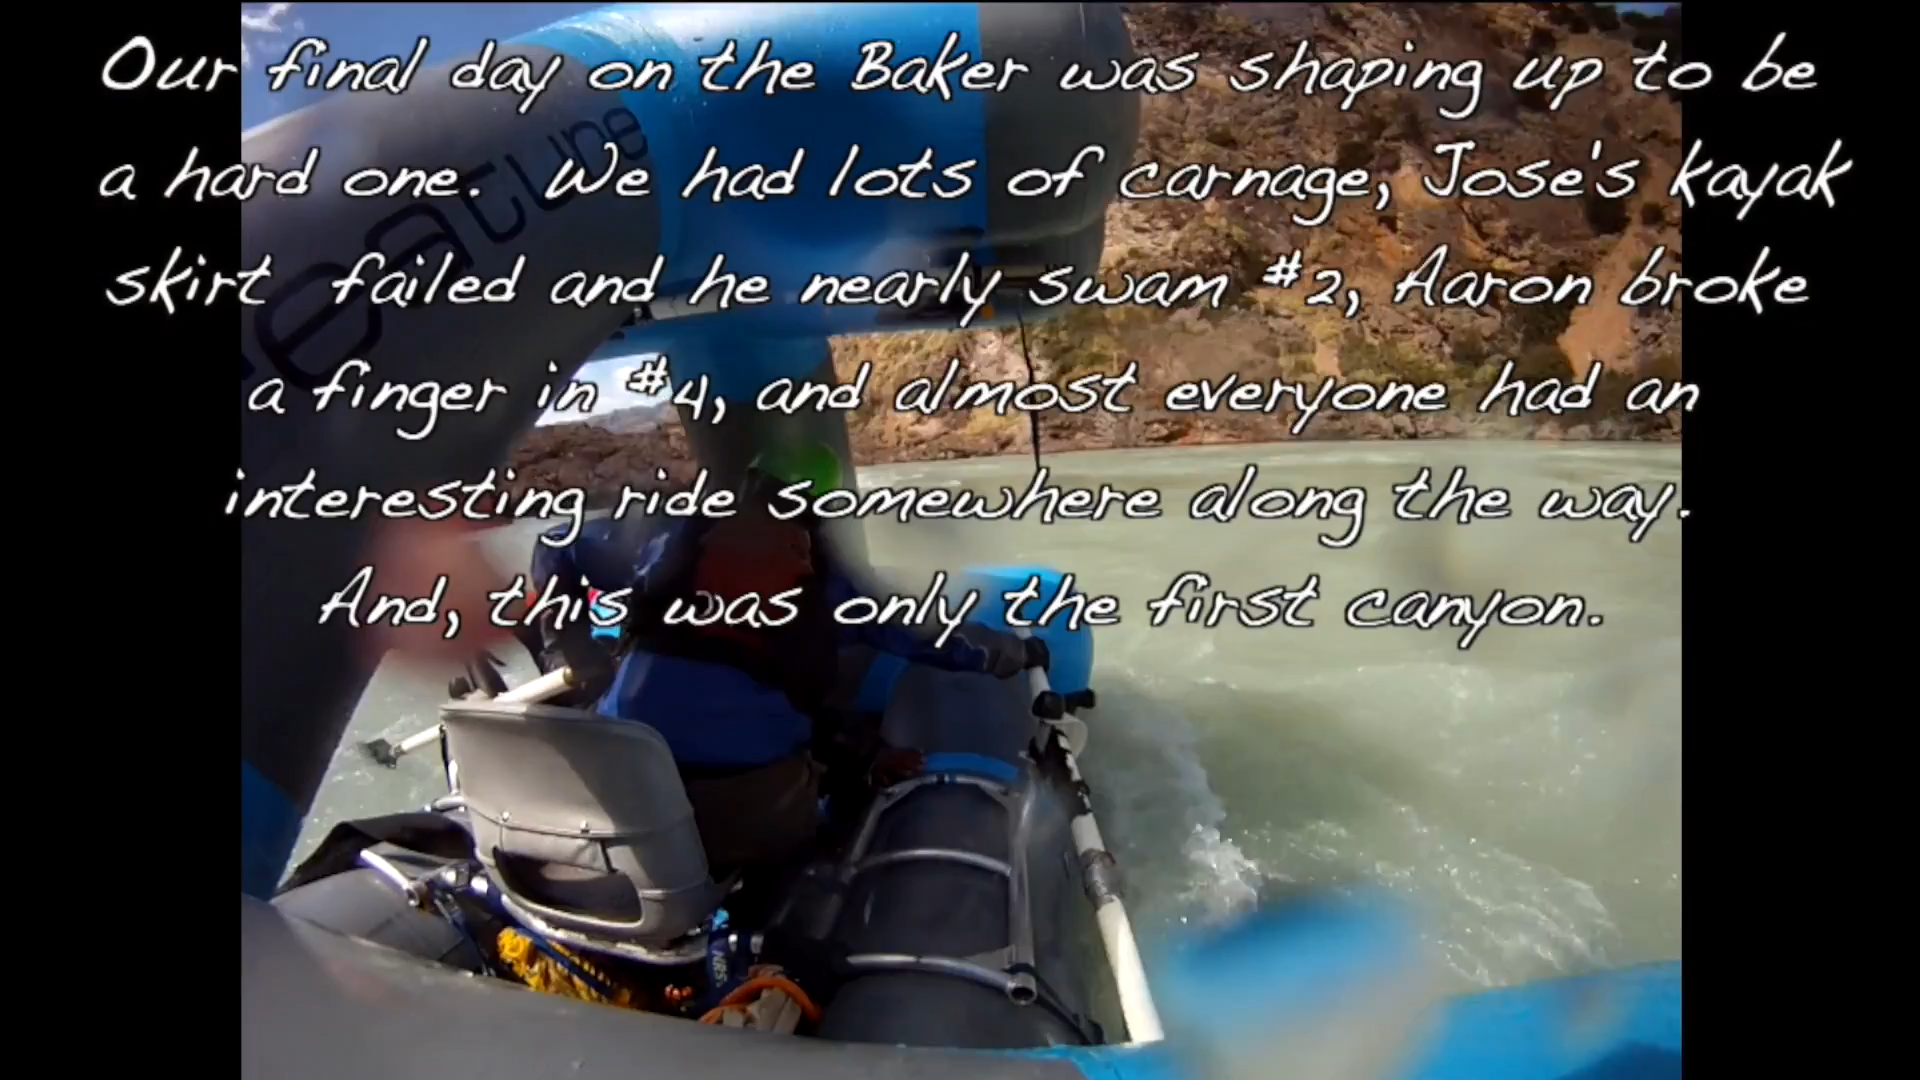 Our final day on the Baker was shaping up to be
a hard one. We had lots of carnage, Jose's kayak
skirt failed and he nearly swam #2, Aaron broke
a finger in #4, and almost everyone had an
interesting ride somewhere along the way.
And, this was only the first canyon.
NRS